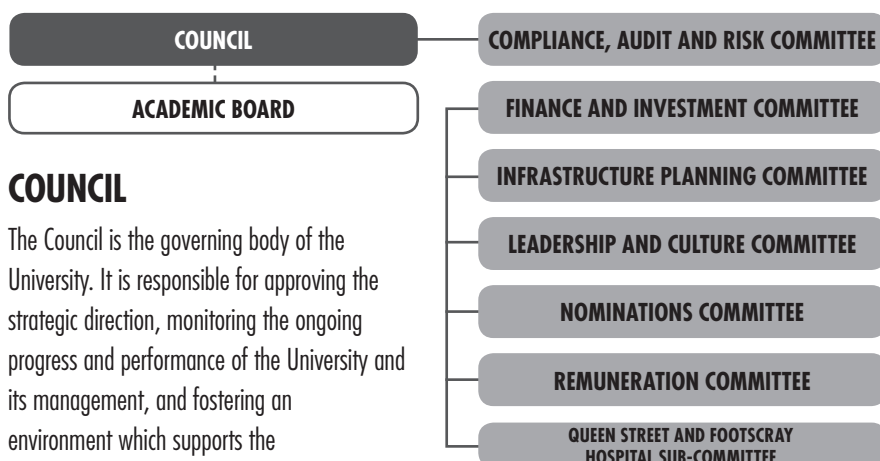 COUNCIL
ACADEMIC BOARD
COUNCIL
The Council is the governing body of the
University. It is responsible for approving the
strategic direction, monitoring the ongoing
progress and performance of the University and
its management, and fostering an
environment which supports the
COMPLIANCE, AUDIT AND RISK COMMITTEE
FINANCE AND INVESTMENT COMMITTEE
INFRASTRUCTURE PLANNING COMMITTEE
LEADERSHIP AND CULTURE COMMITTEE
NOMINATIONS COMMITTEE
REMUNERATION COMMITTEE
QUEEN STREET AND FOOTSCRAY
HOSPITAL SUB-COMMITTEE